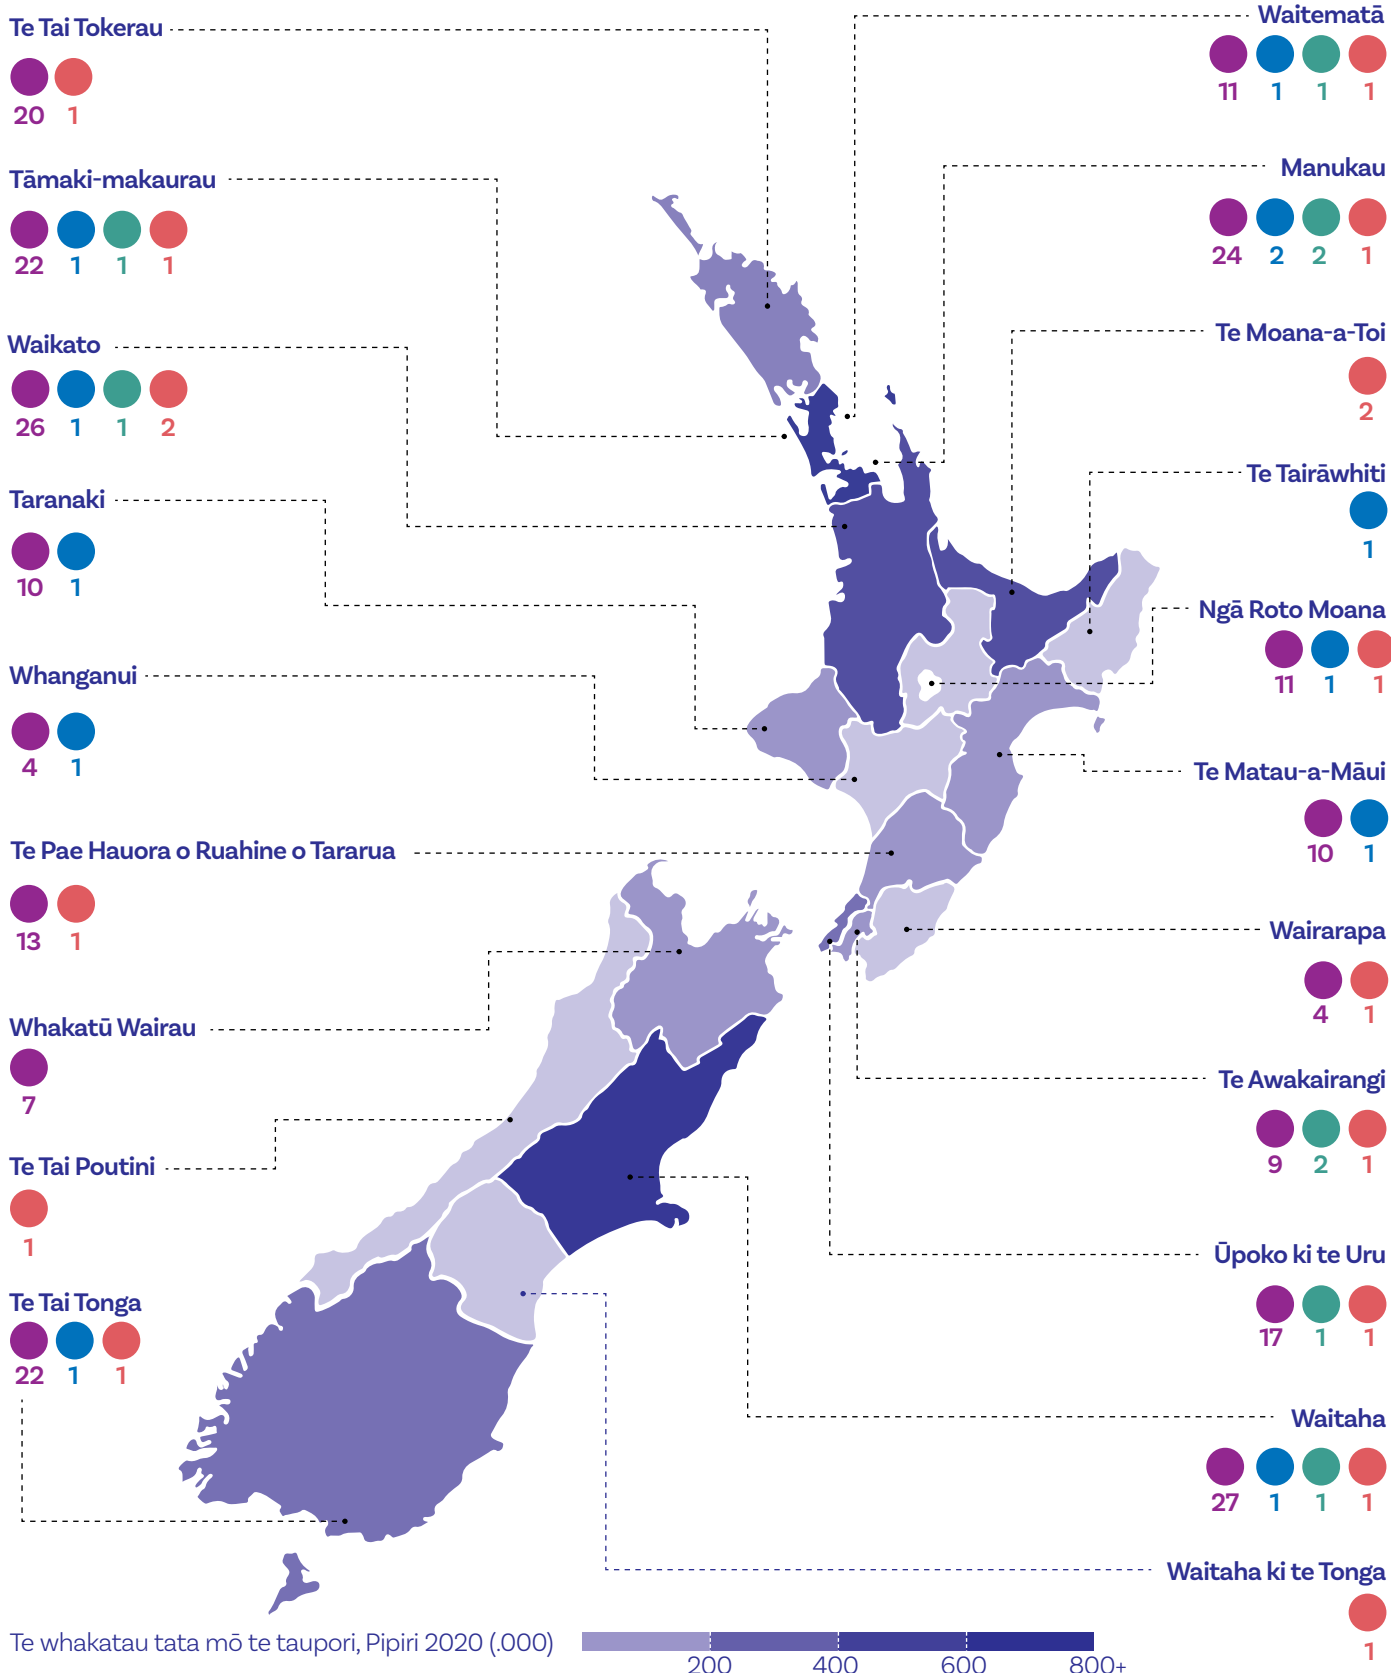 Te Tai Tokerau
20 1
Tāmaki-makaurau
22 1 1 1
Waikato
26 1 1 2
Taranaki
10 1
Whanganui
4 1
Te Pae Hauora o Ruahine o Tararua
13 1
Whakatū Wairau
7
Te Tai Poutini
1
Te Tai Tonga
22 1 1
Waitematā
11 1 1 1
Manukau
24 2 2 1
Te Moana-a-Toi
2
Te Tairāwhiti
1
Ngā Roto Moana
11 1 1
Te Matau-a-Māui
10 1
Wairarapa
4 1
Te Awakairangi
9 2 1
Ūpoko ki te Uru
17 1 1
Waitaha
27 1 1 1
Waitaha ki te Tonga
1
Te whakatau tata mō te taupori, Pipiri 2020 (.000)
200 400 600 800+